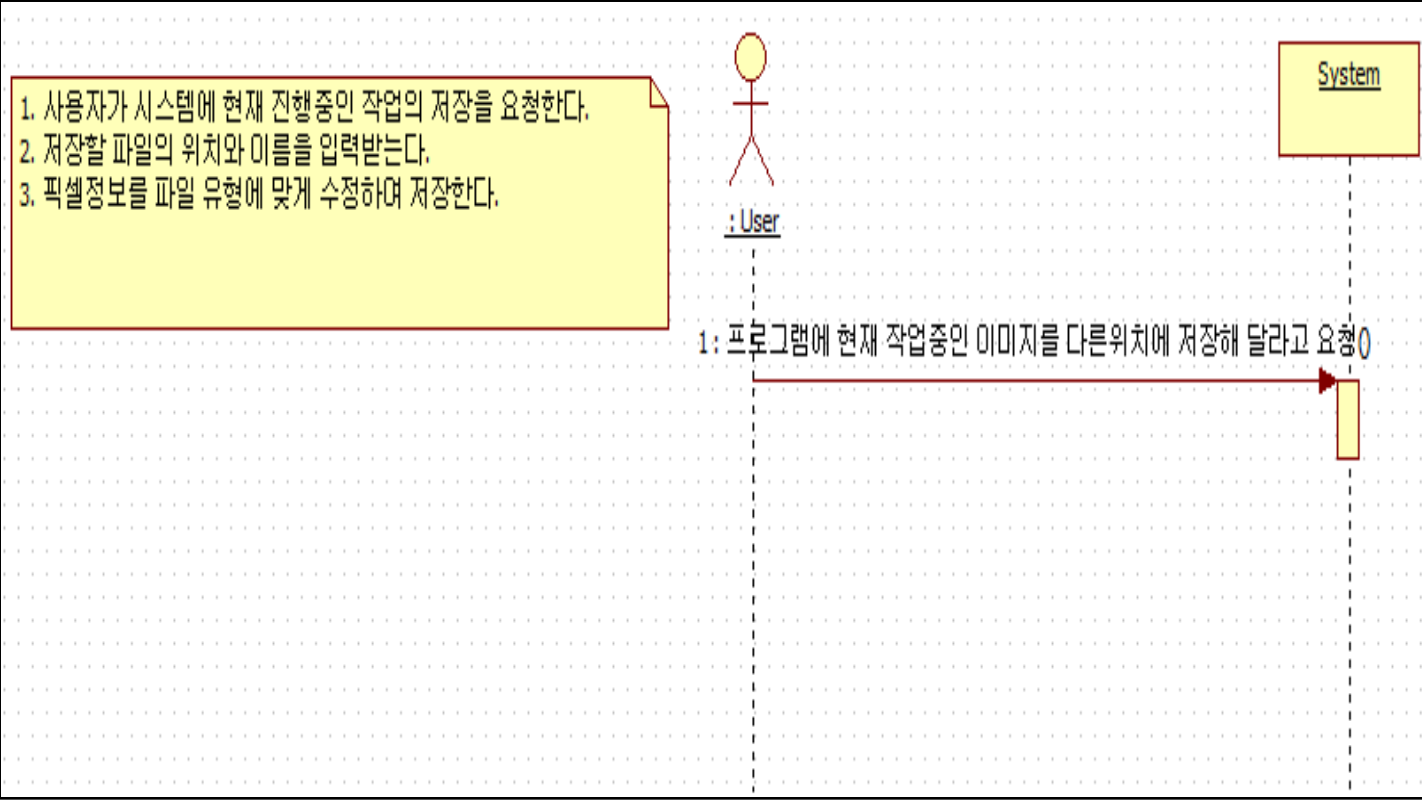 1. 사용자가 시스템에 현재 진행중인 작업의 저장을 요청한다.
2. 저장할 파일의 위치와 이름을 입력받는다.
3. 픽셀정보를 파일 유형에 맞게 수정하여 저장한다.
System
: User
1 : 프로그램에 현재 작업중인 이미지를 다른위치에 저장해 달라고 요청()